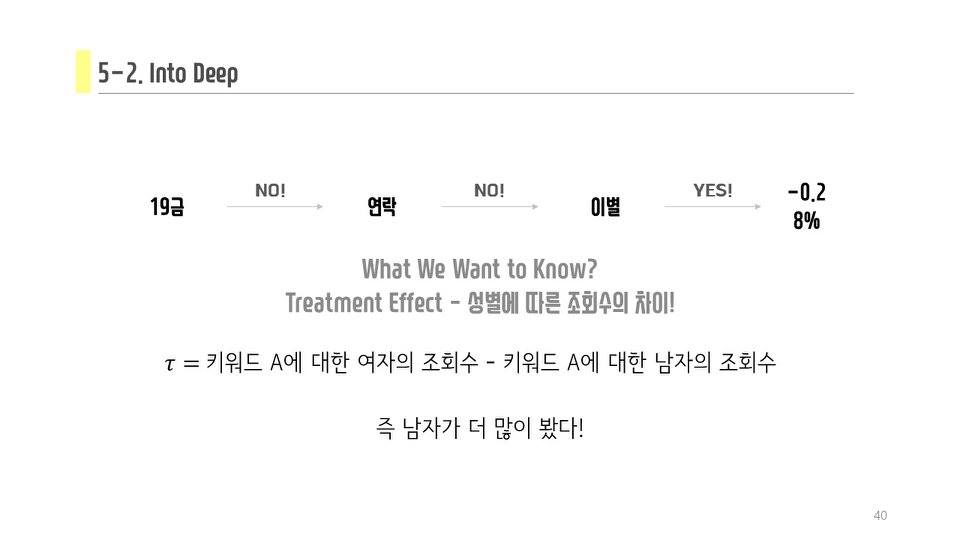 5-2. Into Deep
19금 NO! 연락 NO! 이별 YES! -0.2
8%
What We Want to Know?
Treatment Effect - 성별에 따른 조회수의 차이!
τ = 키워드 A에 대한 여자의 조회수 - 키워드 A에 대한 남자의 조회수
즉 남자가 더 많이 봤다!
40